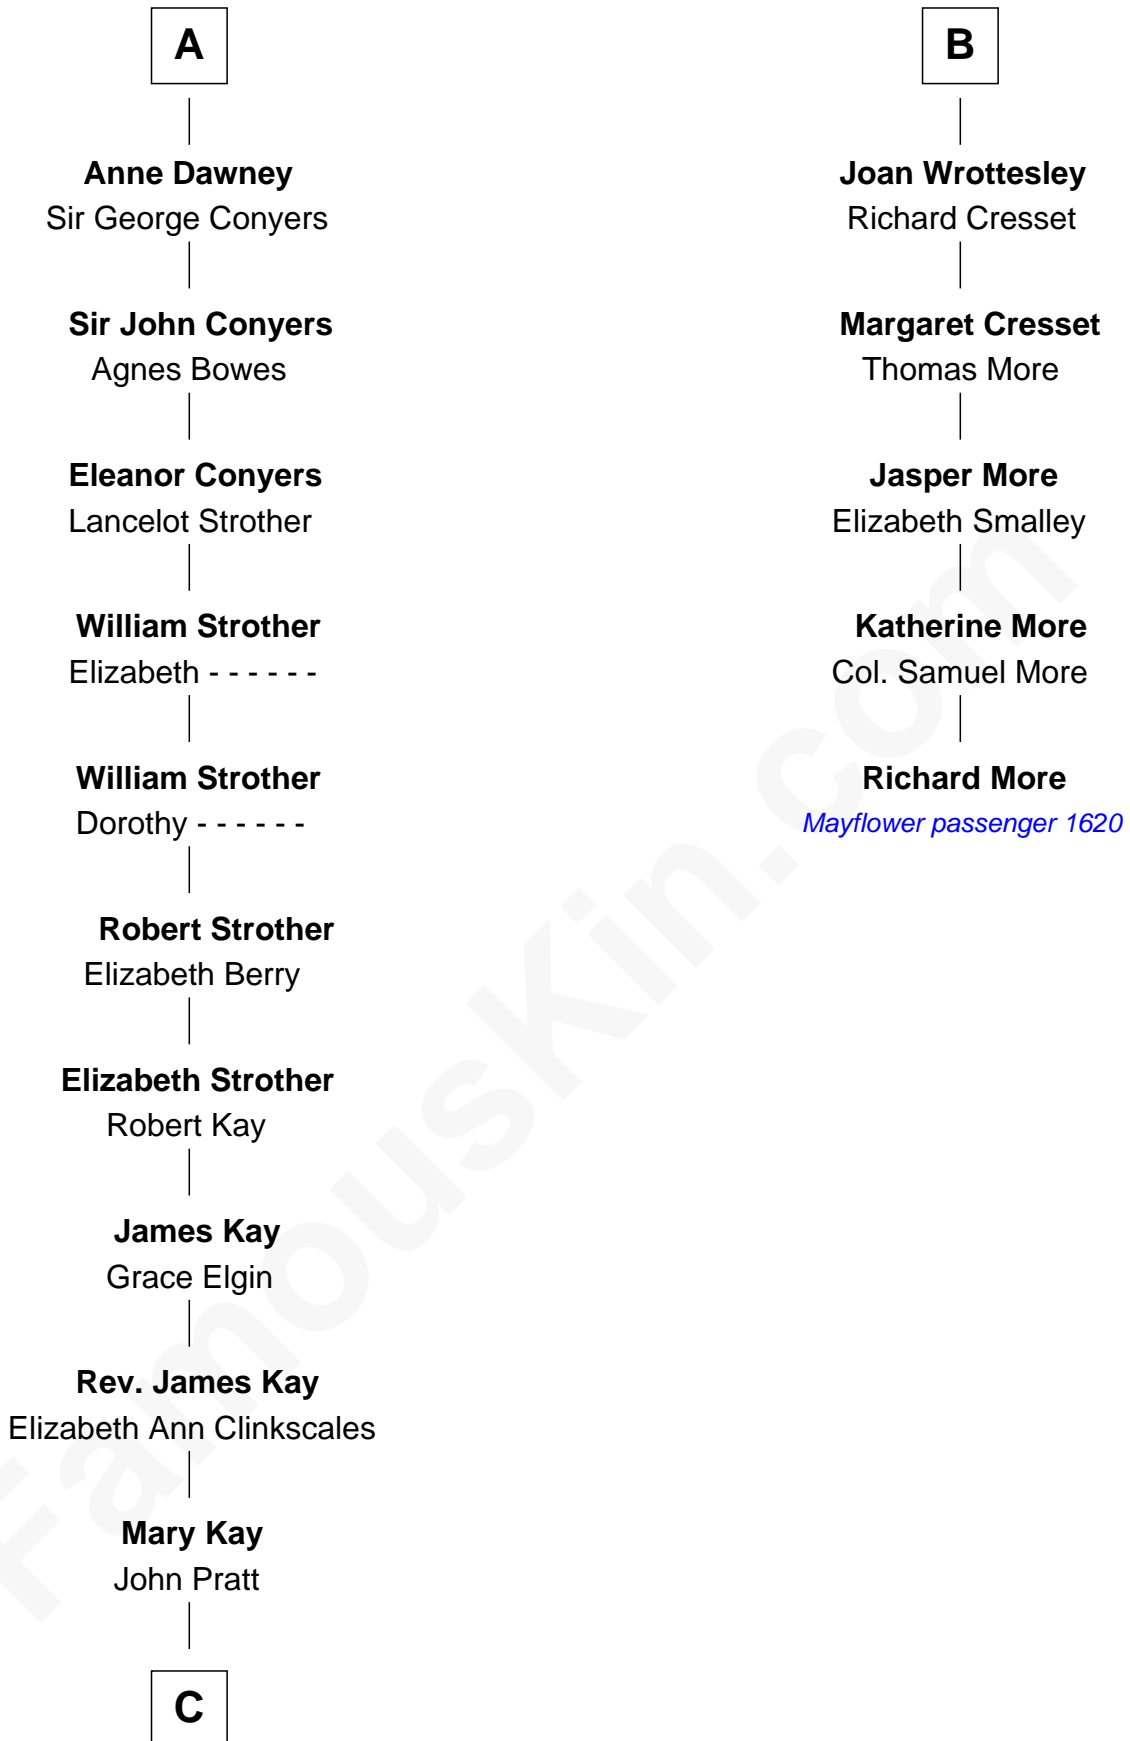 A
Anne Dawney
Sir George Conyers
Sir John Conyers
Agnes Bowes
Eleanor Conyers
Lancelot Strother
William Strother
Elizabeth - - - - - -
William Strother
Dorothy - - - - - -
Robert Strother
Elizabeth Berry
Elizabeth Strother
Robert Kay
James Kay
Grace Elgin
Rev. James Kay
Elizabeth Ann Clinkscales
Mary Kay
John Pratt
C
B
Joan Wrottesley
Richard Cresset
Margaret Cresset
Thomas More
Jasper More
Elizabeth Smalley
Katherine More
Col. Samuel More
Richard More
Mayflower passenger 1620
FamousKin.com